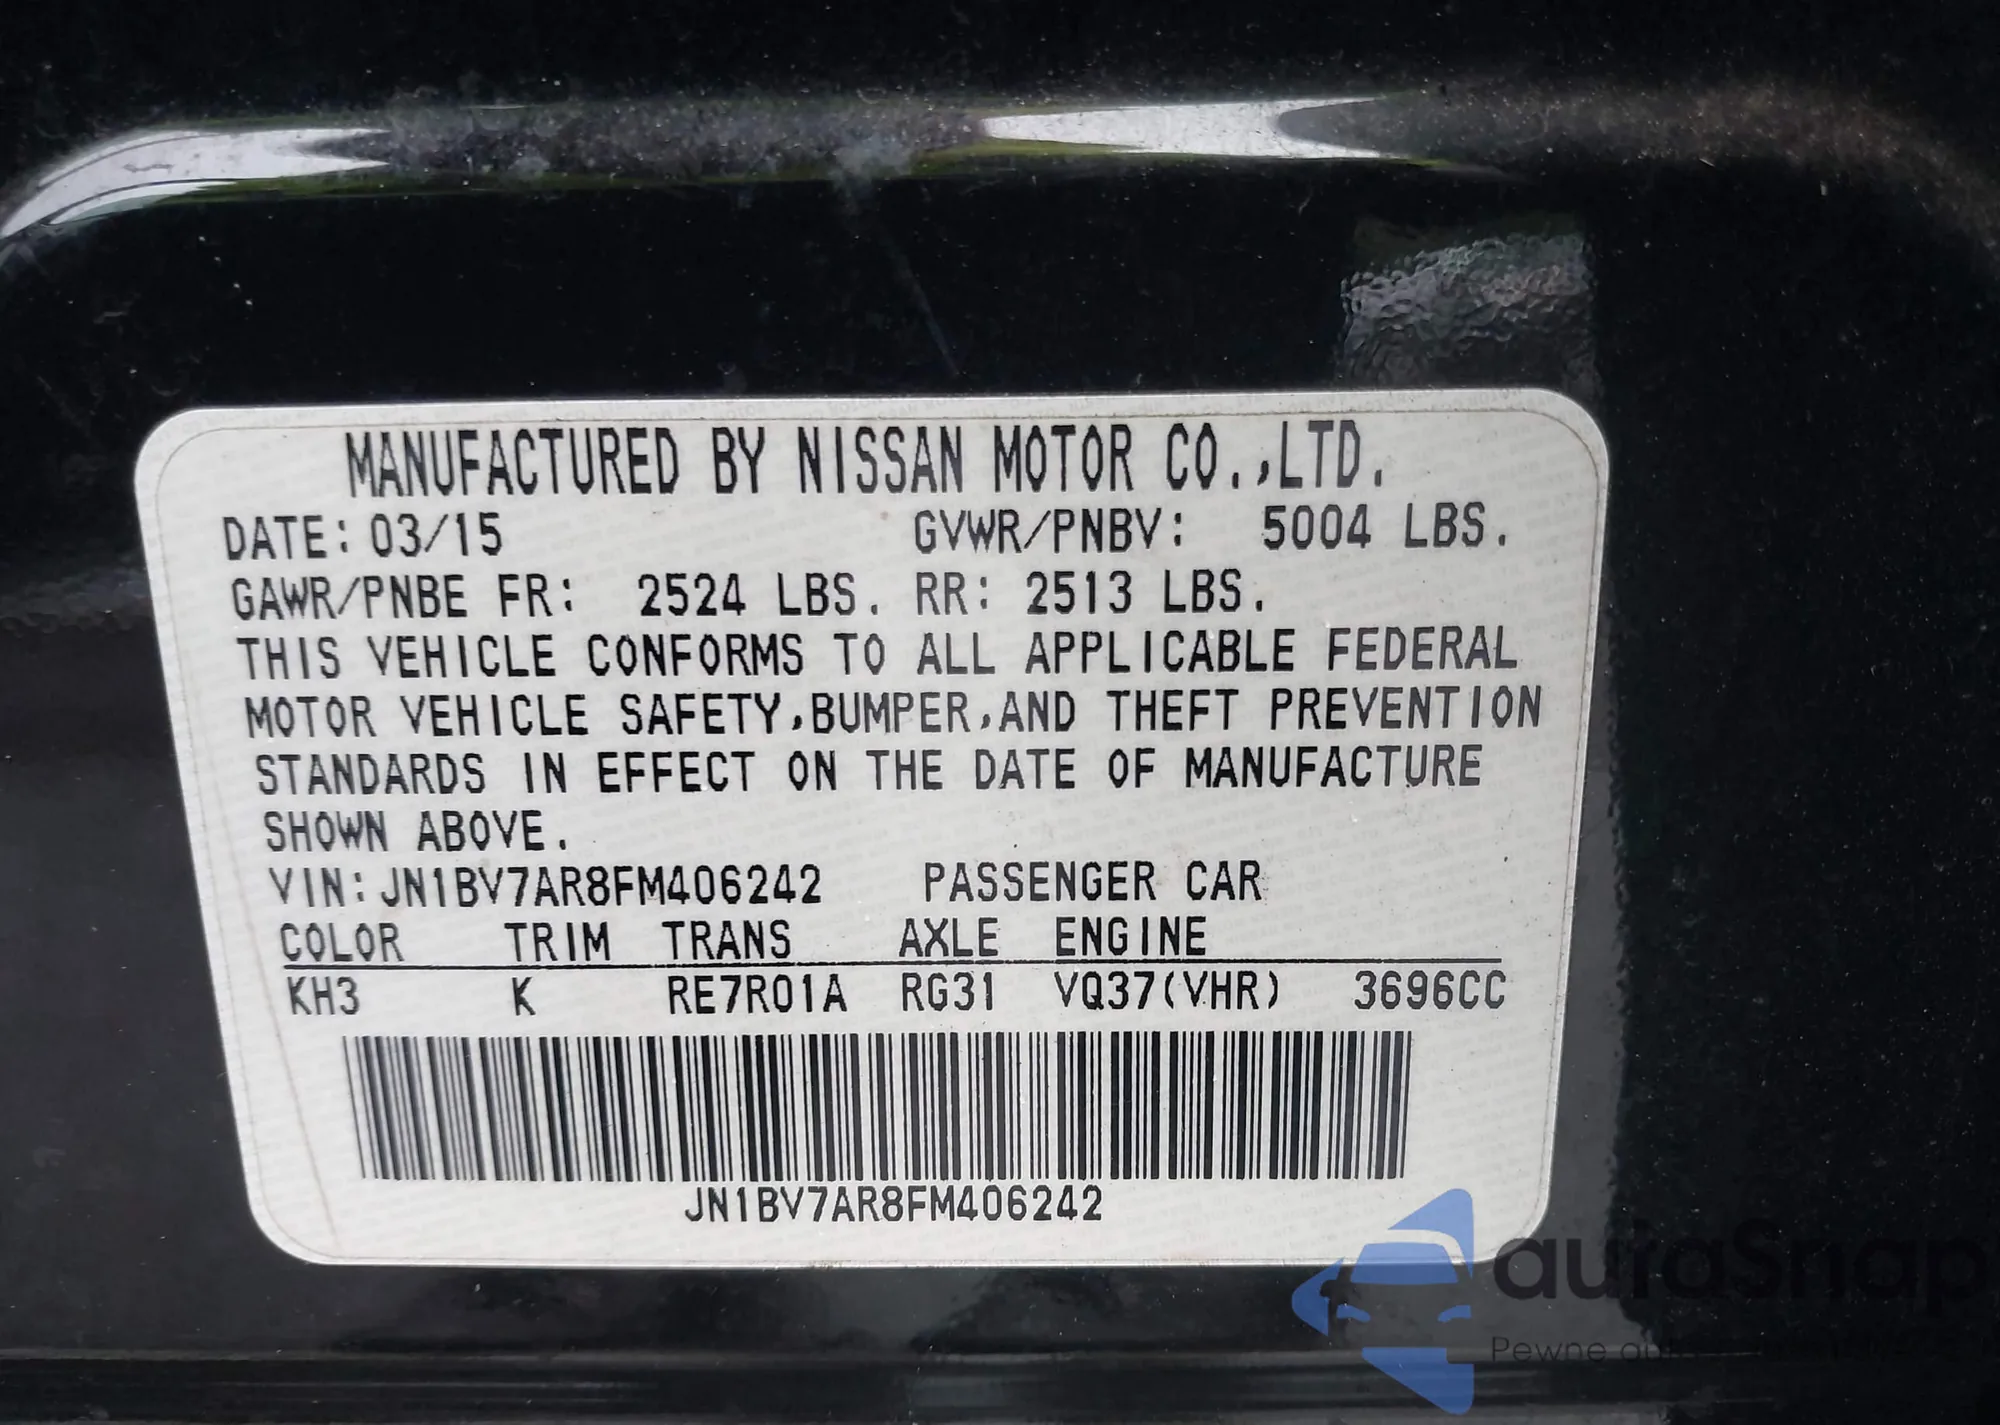 MANUFACTURED BY NISSAN MOTOR CO.,LTD.
DATE: 03/15 GVWR/PNBV: 5004 LBS.
GAWR/PNBE FR: 2524 LBS. RR: 2513 LBS.
THIS VEHICLE CONFORMS TO ALL APPLICABLE FEDERAL
MOTOR VEHICLE SAFETY,BUMPER,AND THEFT PREVENTION
STANDARDS IN EFFECT ON THE DATE OF MANUFACTURE
SHOWN ABOVE.
VIN:JN1BV7AR8FM406242 PASSENGER CAR
COLOR TRIM TRANS AXLE ENGINE
KH3 K RE7R01A RG31 VQ37(VHR) 3696CC
JN1BV7AR8FM406242
autaSnap
Pewne